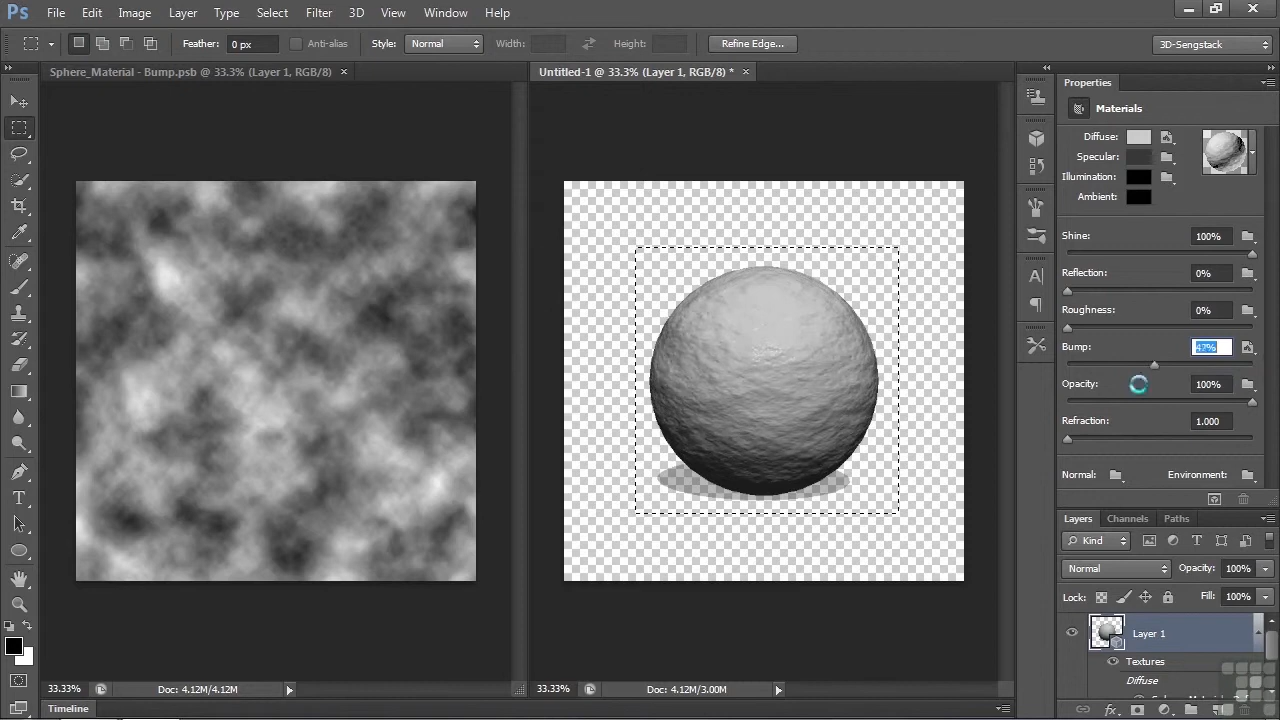 Ps File Edit Image Layer Type Select Filter 3D View Window Help
Feather: 0 px Anti-alias Style: Normal Width: Height: Refine Edge... 3D-Sengstack
Sphere_Material - Bump.psb @ 33.3% (Layer 1, RGB/8) × Untitled-1 @ 33.3% (Layer 1, RGB/8) * ×
Properties
Materials
Diffuse:
Specular:
Illumination:
Ambient:
Shine: 100%
Reflection: 0%
Roughness: 0%
Bump: 47%
Opacity: 100%
Refraction: 1.000
Normal: Environment:
Layers Channels Paths
Kind
Normal Opacity: 100%
Lock: Fill: 100%
Layer 1
Textures
Diffuse
33.33% Doc: 4.12M/4.12M 33.33% Doc: 4.12M/3.00M
Timeline